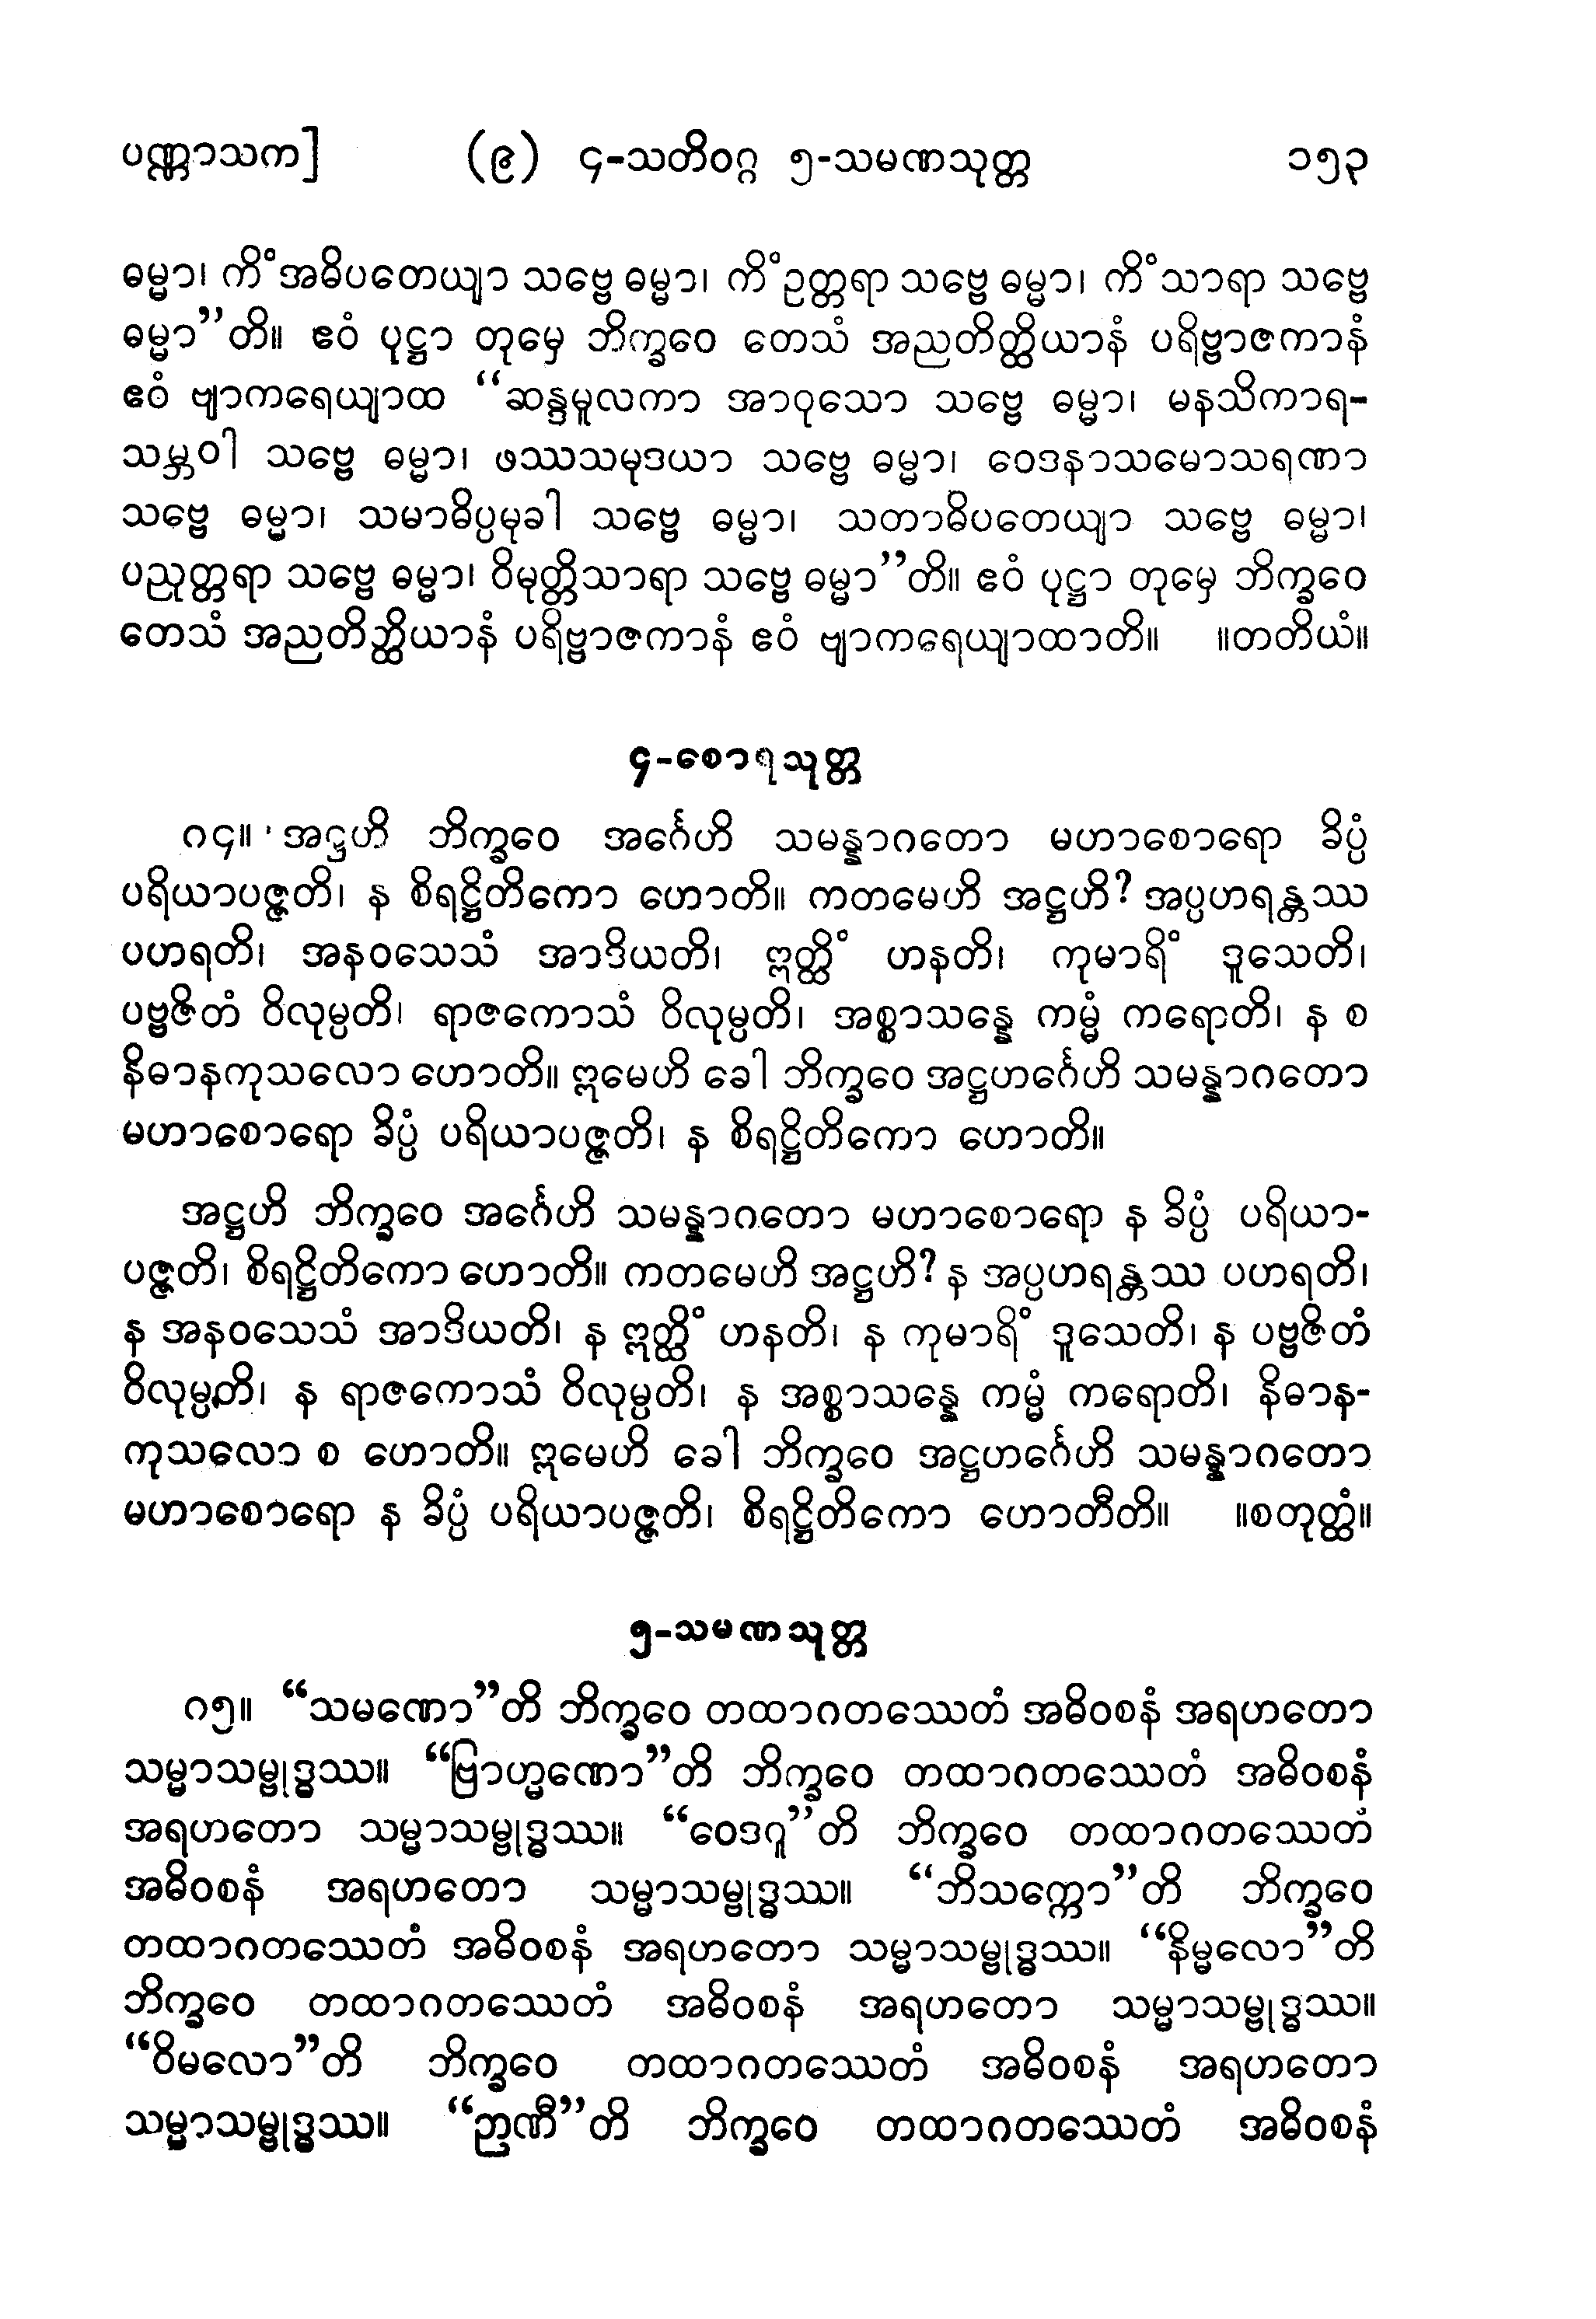 ပဏ္ဏာသက] (၉) ၄-သတိဝဂ္ဂ ၅-သမဏသုတ္တ ၁၅၃
ဓမ္မာ၊ ကိံအဓိပတေယျာ သဗ္ဗေ ဓမ္မာ၊ ကိံဥတ္တရာ သဗ္ဗေ ဓမ္မာ၊ ကိံသာရာ သဗ္ဗေ
ဓမ္မာ”တိ။ ဧဝံ ပုဋ္ဌာ တုမှေ ဘိက္ခဝေ တေသံ အညတိတ္ထိယာနံ ပရိဗ္ဗာဇကာနံ
ဧဝံ ဗျာကရေယျာထ “ဆန္ဒမူလကာ အာဝုသော သဗ္ဗေ ဓမ္မာ၊ မနသိကာရ-
သမ္ဘဝါ သဗ္ဗေ ဓမ္မာ၊ ဖဿသမုဒယာ သဗ္ဗေ ဓမ္မာ၊ ဝေဒနာသမောသရဏာ
သဗ္ဗေ ဓမ္မာ၊ သမာဓိပ္ပမုခါ သဗ္ဗေ ဓမ္မာ၊ သတာဓိပတေယျာ သဗ္ဗေ ဓမ္မာ၊
ပညုတ္တရာ သဗ္ဗေ ဓမ္မာ၊ ဝိမုတ္တိသာရာ သဗ္ဗေ ဓမ္မာ”တိ။ ဧဝံ ပုဋ္ဌာ တုမှေ ဘိက္ခဝေ
တေသံ အညတိတ္ထိယာနံ ပရိဗ္ဗာဇကာနံ ဧဝံ ဗျာကရေယျာထာတိ။ ။တတိယံ။
၄-စောရသုတ္တ
၈၄။ အဋ္ဌဟိ ဘိက္ခဝေ အင်္ဂေဟိ သမန္နာဂတော မဟာစောရော ခိပ္ပံ
ပရိယာပဇ္ဇတိ၊ န စိရဋ္ဌိတိကော ဟောတိ။ ကတမေဟိ အဋ္ဌဟိ? အပ္ပဟရန္တဿ
ပဟရတိ၊ အနဝသေသံ အာဒိယတိ၊ ဣတ္ထိံ ဟနတိ၊ ကုမာရိံ ဒူသေတိ၊
ပဗ္ဗဇိတံ ဝိလုမ္ပတိ၊ ရာဇကောသံ ဝိလုမ္ပတိ၊ အစ္စာသန္နေ ကမ္မံ ကရောတိ၊ န စ
နိဓာနကုသလော ဟောတိ။ ဣမေဟိ ခေါ ဘိက္ခဝေ အဋ္ဌဟင်္ဂေဟိ သမန္နာဂတော
မဟာစောရော ခိပ္ပံ ပရိယာပဇ္ဇတိ၊ န စိရဋ္ဌိတိကော ဟောတိ။
အဋ္ဌဟိ ဘိက္ခဝေ အင်္ဂေဟိ သမန္နာဂတော မဟာစောရော န ခိပ္ပံ ပရိယာ-
ပဇ္ဇတိ၊ စိရဋ္ဌိတိကော ဟောတိ။ ကတမေဟိ အဋ္ဌဟိ? န အပ္ပဟရန္တဿ ပဟရတိ၊
န အနဝသေသံ အာဒိယတိ၊ န ဣတ္ထိံ ဟနတိ၊ န ကုမာရိံ ဒူသေတိ၊ န ပဗ္ဗဇိတံ
ဝိလုမ္ပတိ၊ န ရာဇကောသံ ဝိလုမ္ပတိ၊ န အစ္စာသန္နေ ကမ္မံ ကရောတိ၊ နိဓာန-
ကုသလော စ ဟောတိ။ ဣမေဟိ ခေါ ဘိက္ခဝေ အဋ္ဌဟင်္ဂေဟိ သမန္နာဂတော
မဟာစောရော န ခိပ္ပံ ပရိယာပဇ္ဇတိ၊ စိရဋ္ဌိတိကော ဟောတီတိ။ ။စတုတ္ထံ။
၅-သမဏသုတ္တ
၈၅။ “သမဏော”တိ ဘိက္ခဝေ တထာဂတဿေတံ အဓိဝစနံ အရဟတော
သမ္မာသမ္ဗုဒ္ဓဿ။ “ဗြာဟ္မဏော”တိ ဘိက္ခဝေ တထာဂတဿေတံ အဓိဝစနံ
အရဟတော သမ္မာသမ္ဗုဒ္ဓဿ။ “ဝေဒဂူ”တိ ဘိက္ခဝေ တထာဂတဿေတံ
အဓိဝစနံ အရဟတော သမ္မာသမ္ဗုဒ္ဓဿ။ “ဘိသက္ကော”တိ ဘိက္ခဝေ
တထာဂတဿေတံ အဓိဝစနံ အရဟတော သမ္မာသမ္ဗုဒ္ဓဿ။ “နိမ္မလော”တိ
ဘိက္ခဝေ တထာဂတဿေတံ အဓိဝစနံ အရဟတော သမ္မာသမ္ဗုဒ္ဓဿ။
“ဝိမလော”တိ ဘိက္ခဝေ တထာဂတဿေတံ အဓိဝစနံ အရဟတော
သမ္မာသမ္ဗုဒ္ဓဿ။ “ဉာဏီ”တိ ဘိက္ခဝေ တထာဂတဿေတံ အဓိဝစနံ